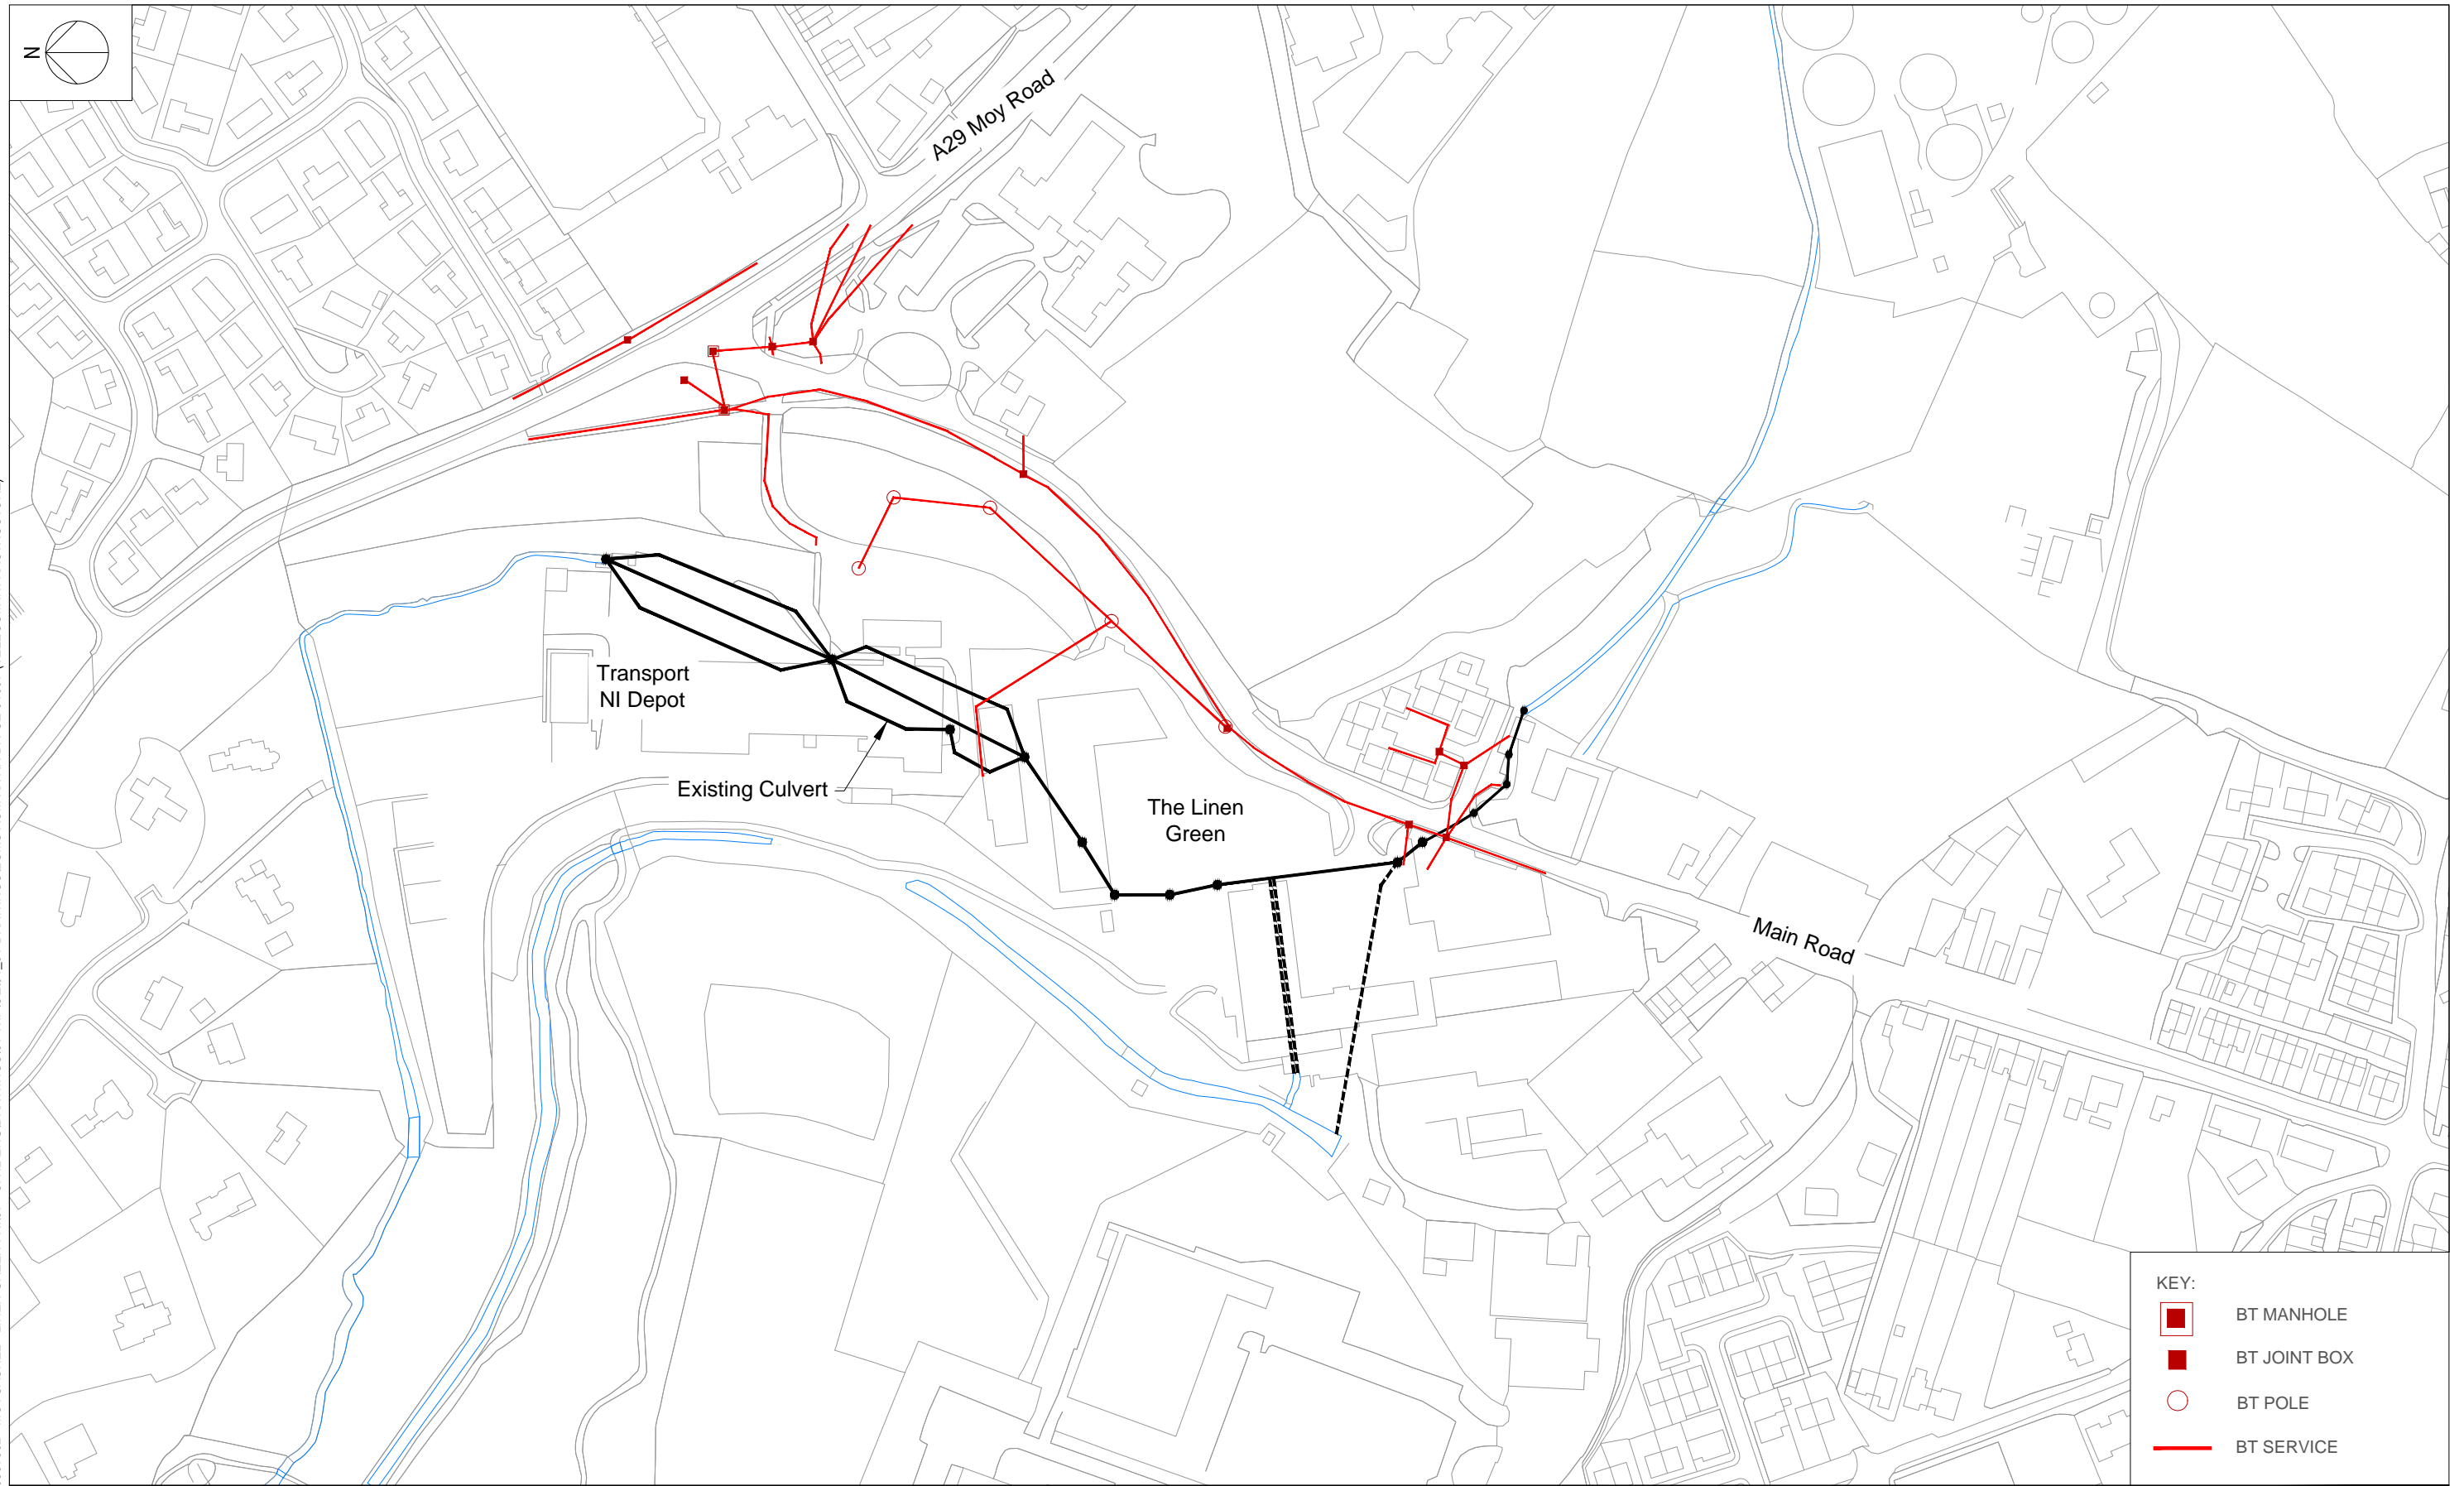 N
A29 Moy Road
Transport
NI Depot
Existing Culvert
The Linen
Green
Main Road
KEY:
BT MANHOLE
BT JOINT BOX
BT POLE
BT SERVICE